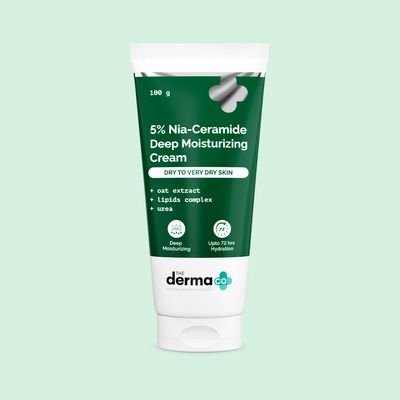 100 g
5% Nia-Ceramide
Deep Moisturizing
Cream
DRY TO VERY DRY SKIN
+ oat extract
+ lipids complex
+ urea
72
Deep
Moisturizing
Upto 72 hrs
Hydration
THE
derma co